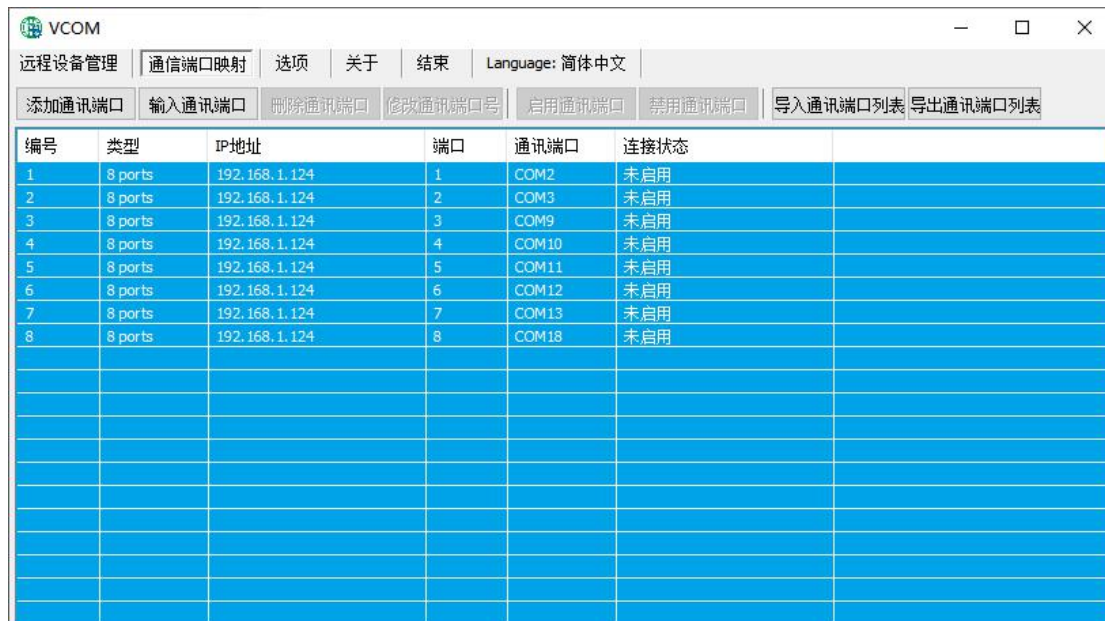 VCOM
远程设备管理 通信端口映射 选项 关于 结束 Language: 简体中文
添加通讯端口 输入通讯端口 删除通讯端口 修改通讯端口号 启用通讯端口 禁用通讯端口 导入通讯端口列表 导出通讯端口列表
编号 类型 IP地址 端口 通讯端口 连接状态
1 8 ports 192.168.1.124 1 COM2 未启用
2 8 ports 192.168.1.124 2 COM3 未启用
3 8 ports 192.168.1.124 3 COM9 未启用
4 8 ports 192.168.1.124 4 COM10 未启用
5 8 ports 192.168.1.124 5 COM11 未启用
6 8 ports 192.168.1.124 6 COM12 未启用
7 8 ports 192.168.1.124 7 COM13 未启用
8 8 ports 192.168.1.124 8 COM18 未启用